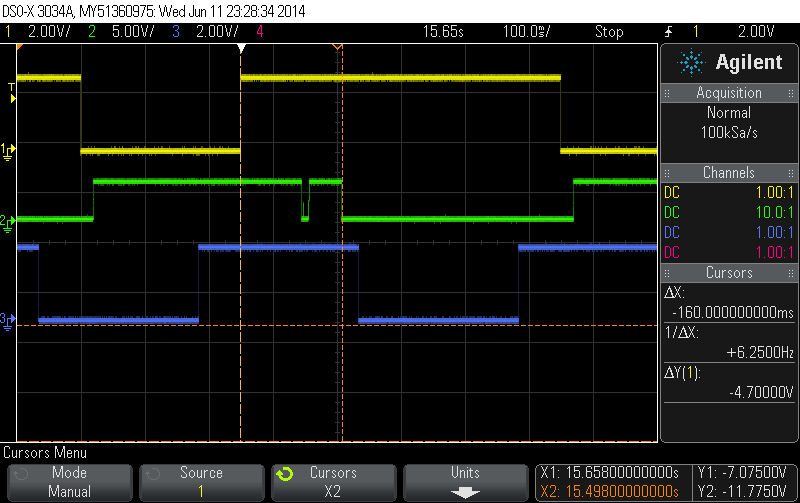 DSO-X 3034A, MY51360975: Wed Jun 11 23:28:34 2014
1 2.00V/ 2 5.00V/ 3 2.00V/ 4 15.65s 100.0ms/ Stop 1 2.00V
Agilent
Acquisition
Normal
100kSa/s
Channels
DC 1.00:1
DC 10.0:1
DC 1.00:1
DC 1.00:1
Cursors
ΔX:
-160.000000000ms
1/ΔX:
+6.2500Hz
ΔY(1):
-4.70000V
T
1
2
3
Cursors Menu
Mode
Manual
Source
1
Cursors
X2
Units
X1: 15.65800000000s
X2: 15.49800000000s
Y1: -7.07500V
Y2: -11.7750V